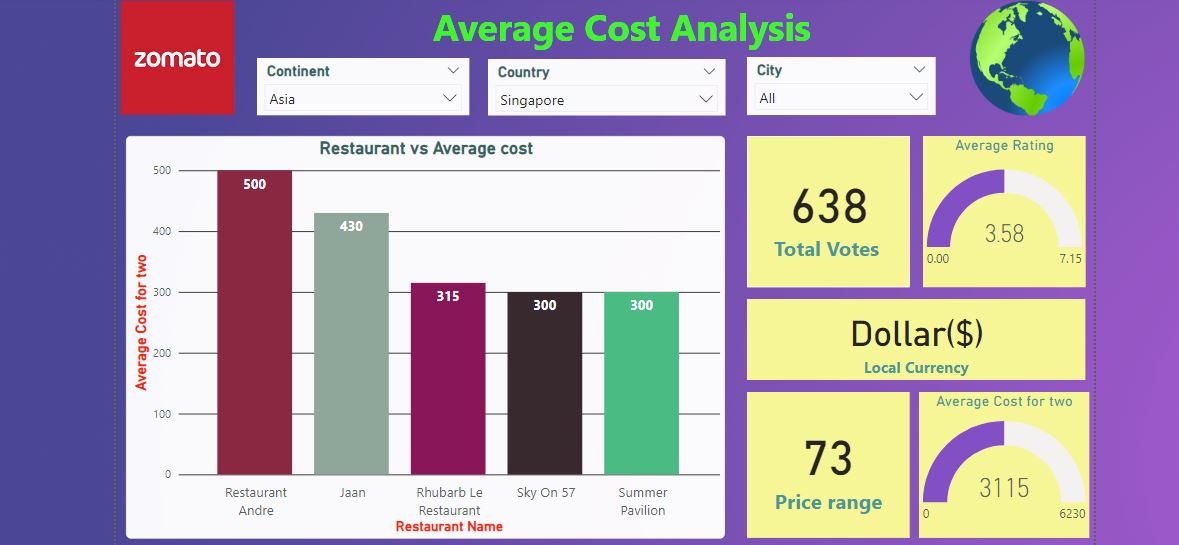 zomato
Average Cost Analysis
Continent
Asia
Country
Singapore
City
All
Restaurant vs Average cost
Average Cost for two
500
400
300
200
100
0
500
430
315
300
300
Restaurant Andre
Jaan
Rhubarb Le Restaurant
Sky On 57
Summer Pavilion
Restaurant Name
638
Total Votes
Average Rating
3.58
0.00
7.15
Dollar($)
Local Currency
73
Price range
Average Cost for two
3115
0
6230